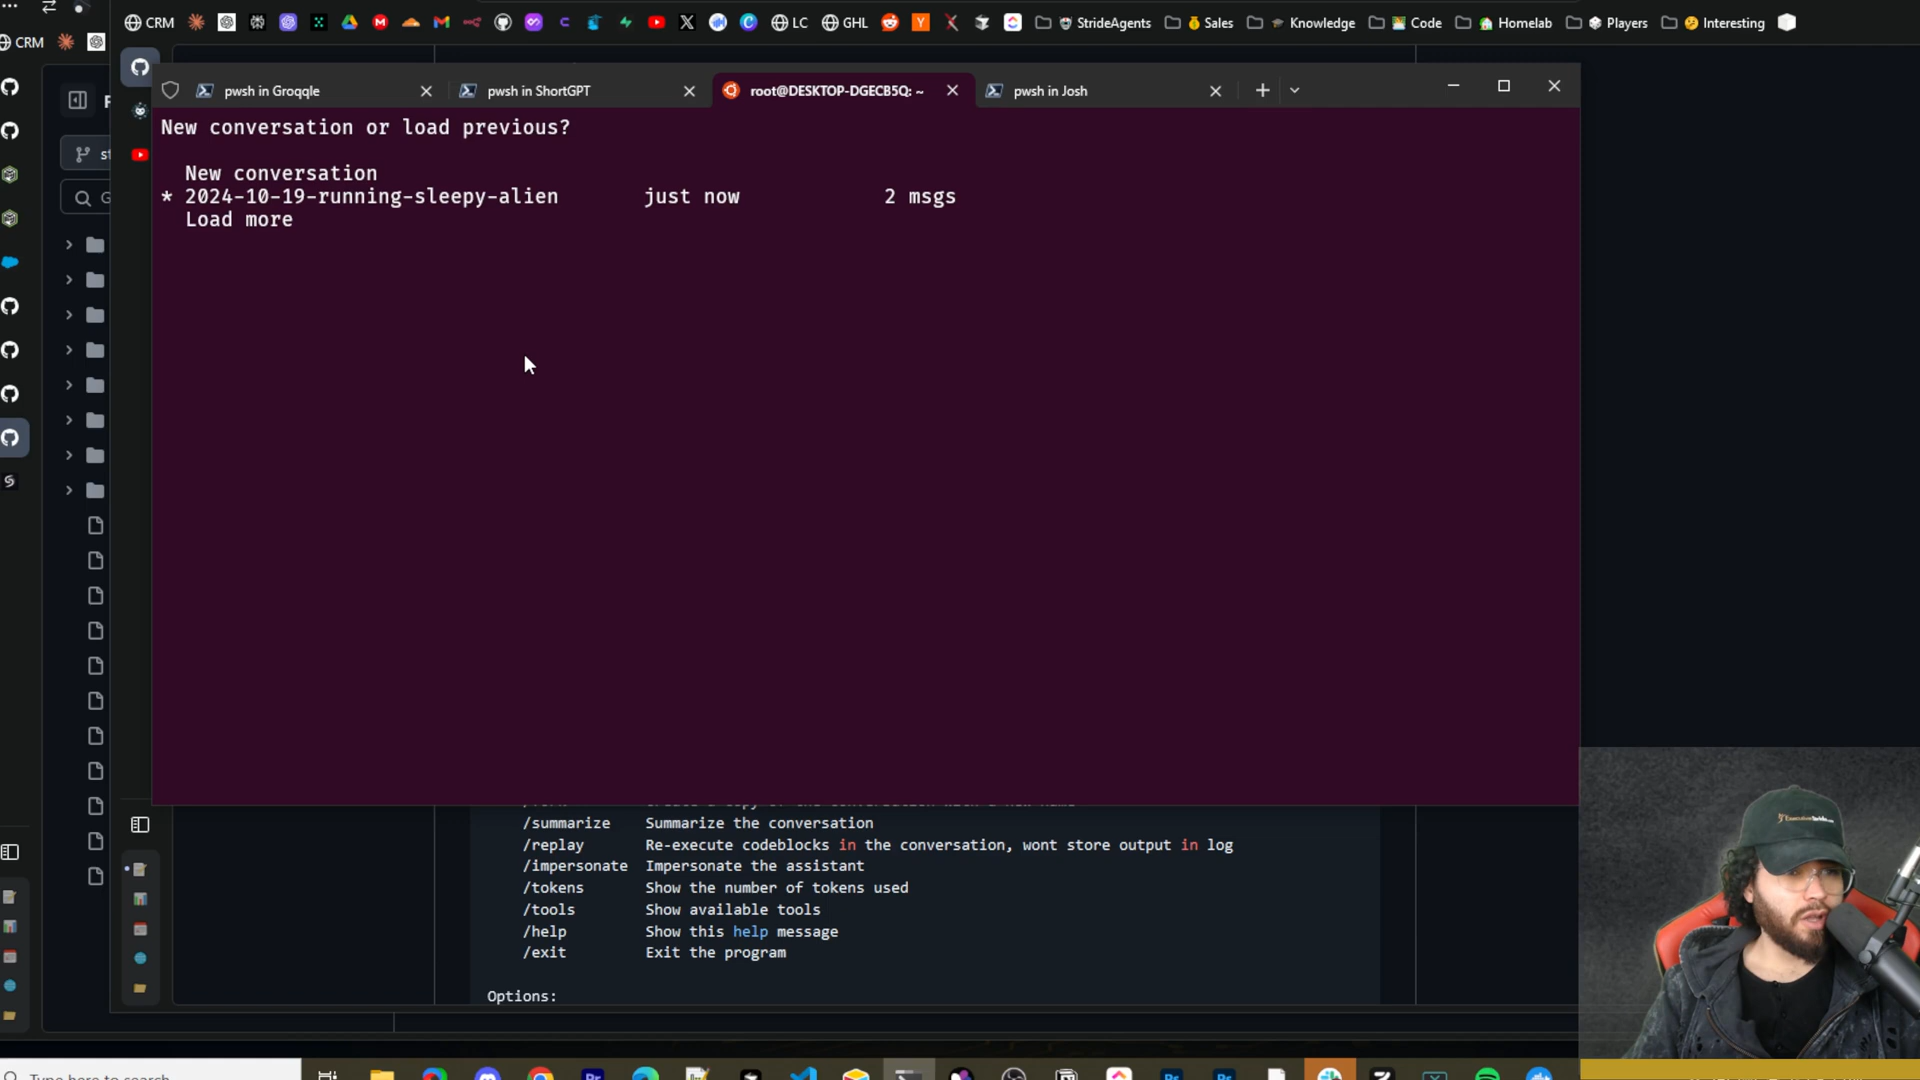 CRM
LC
GHL
StrideAgents
Sales
Knowledge
Code
Homelab
Players
Interesting
CRM
pwsh in Groqqle
pwsh in ShortGPT
root@DESKTOP-DGECB5Q: ~
pwsh in Josh
New conversation or load previous?
New conversation
* 2024-10-19-running-sleepy-alien just now 2 msgs
Load more
/summarize Summarize the conversation
/replay Re-execute codeblocks in the conversation, wont store output in log
/impersonate Impersonate the assistant
/tokens Show the number of tokens used
/tools Show available tools
/help Show this help message
/exit Exit the program
Options:
Type here to search